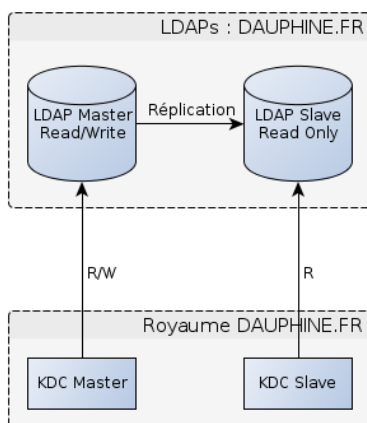 LDAPs : DAUPHINE.FR
LDAP Master
Read/Write
Réplication
LDAP Slave
Read Only
R/W
R
Royaume DAUPHINE.FR
KDC Master
KDC Slave